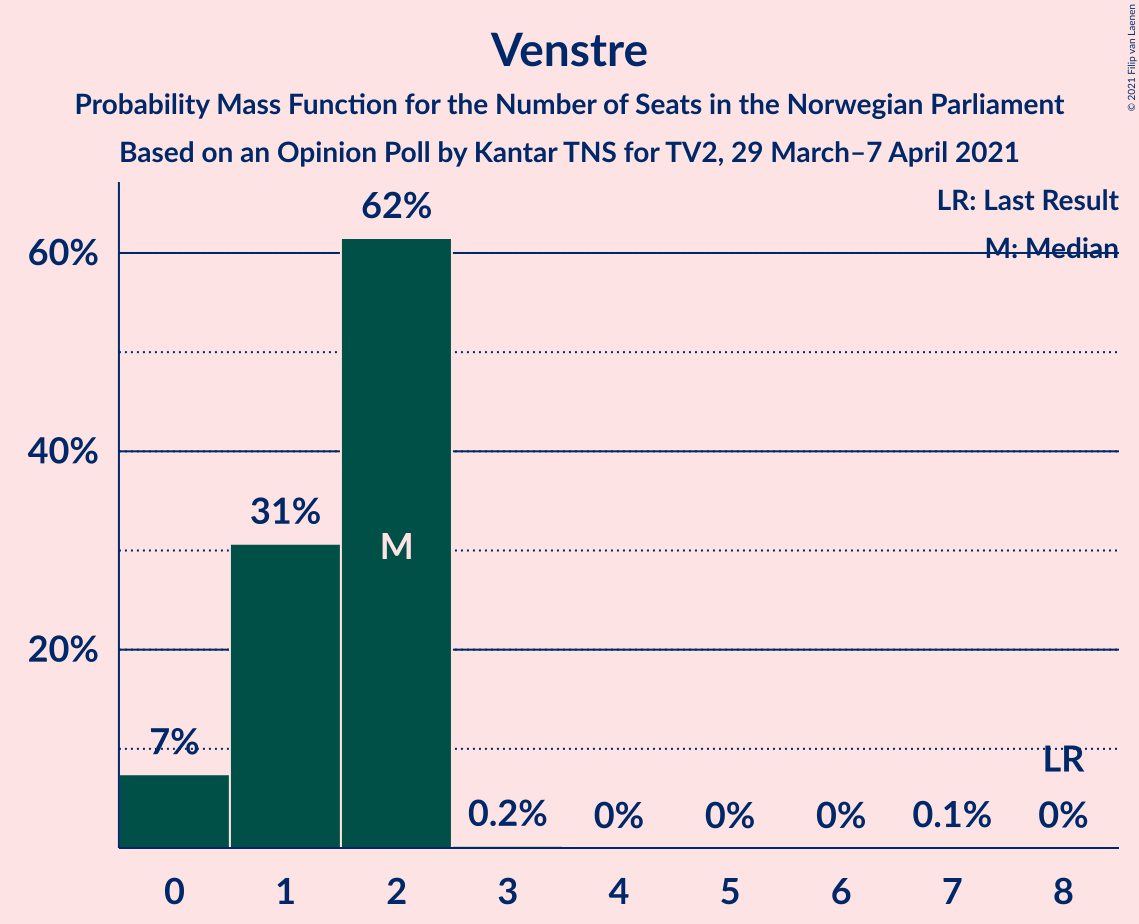 Venstre
Probability Mass Function for the Number of Seats in the Norwegian Parliament
Based on an Opinion Poll by Kantar TNS for TV2, 29 March–7 April 2021
© 2021 Filip van Laenen
LR: Last Result
M: Median
60%
40%
20%
7%
31%
62%
M
0.2%
0%
0%
0%
0.1%
LR
0%
0 1 2 3 4 5 6 7 8